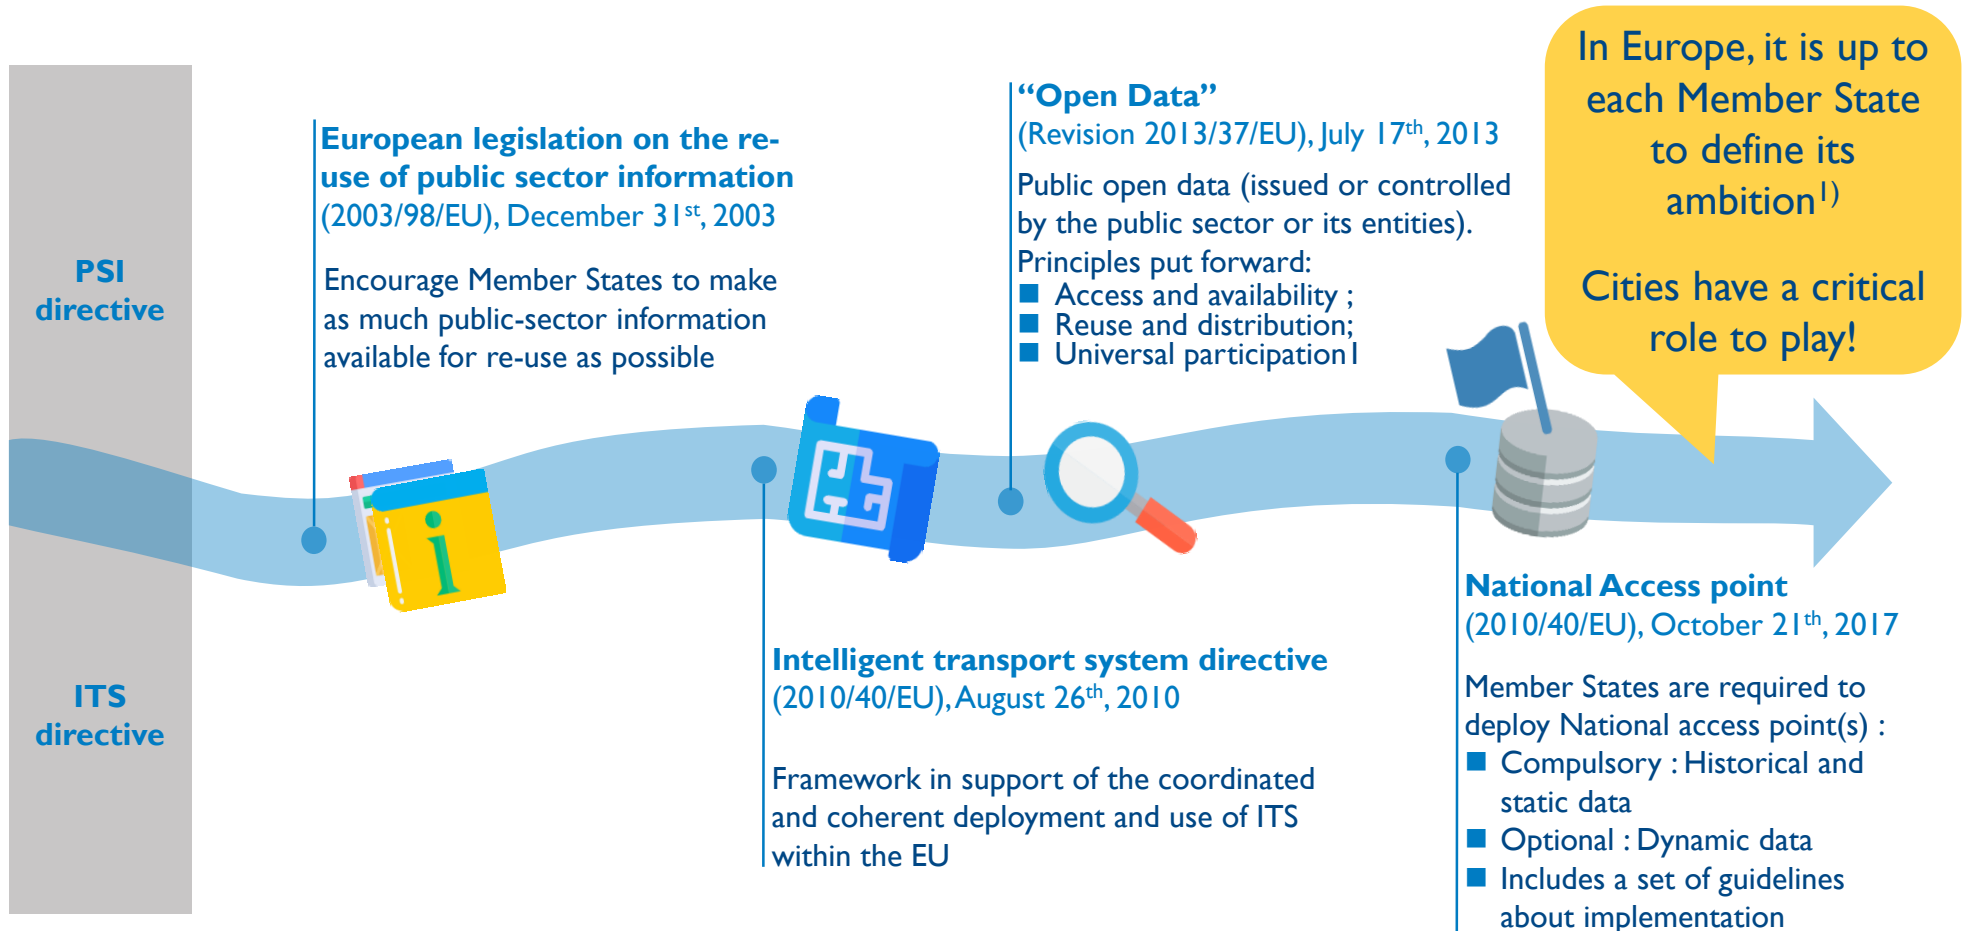 PSI
directive
ITS
directive
European legislation on the re-
use of public sector information
(2003/98/EU), December 31st, 2003
Encourage Member States to make
as much public-sector information
available for re-use as possible
Intelligent transport system directive
(2010/40/EU), August 26th, 2010
Framework in support of the coordinated
and coherent deployment and use of ITS
within the EU
“Open Data”
(Revision 2013/37/EU), July 17th, 2013
Public open data (issued or controlled
by the public sector or its entities).
Principles put forward:
■ Access and availability ;
■ Reuse and distribution;
■ Universal participation1
National Access point
(2010/40/EU), October 21th, 2017
Member States are required to
deploy National access point(s) :
■ Compulsory : Historical and
static data
■ Optional : Dynamic data
■ Includes a set of guidelines
about implementation
In Europe, it is up to
each Member State
to define its
ambition1)
Cities have a critical
role to play!